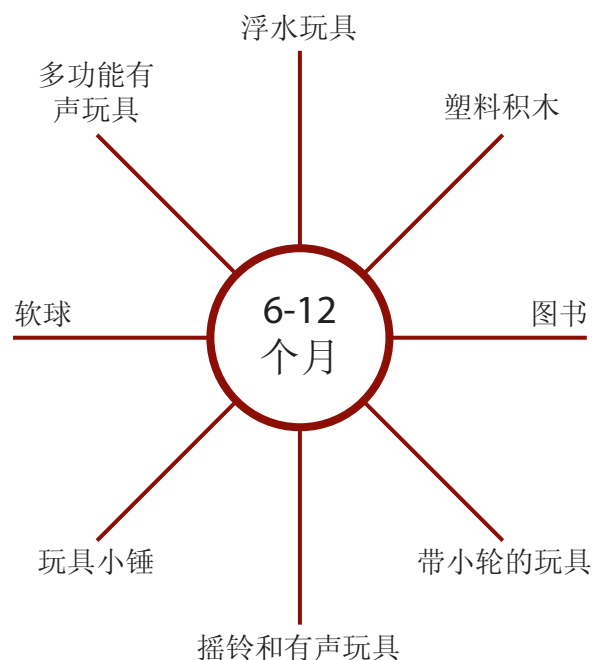 浮水玩具
多功能有
声玩具
塑料积木
软球
6-12
个月
图书
玩具小锤
带小轮的玩具
摇铃和有声玩具